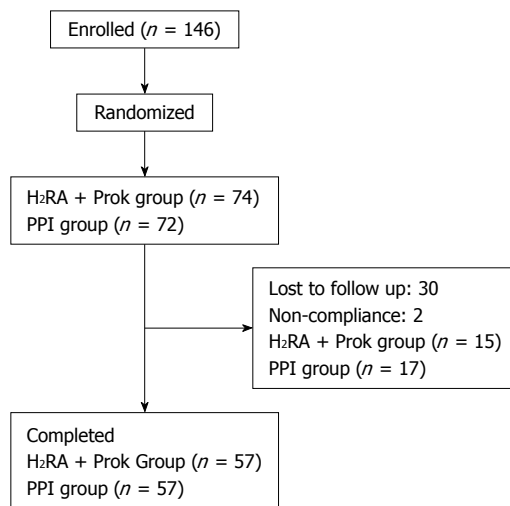 Enrolled (n = 146)
Randomized
H₂RA + Prok group (n = 74)
PPI group (n = 72)
Lost to follow up: 30
Non-compliance: 2
H₂RA + Prok group (n = 15)
PPI group (n = 17)
Completed
H₂RA + Prok Group (n = 57)
PPI group (n = 57)